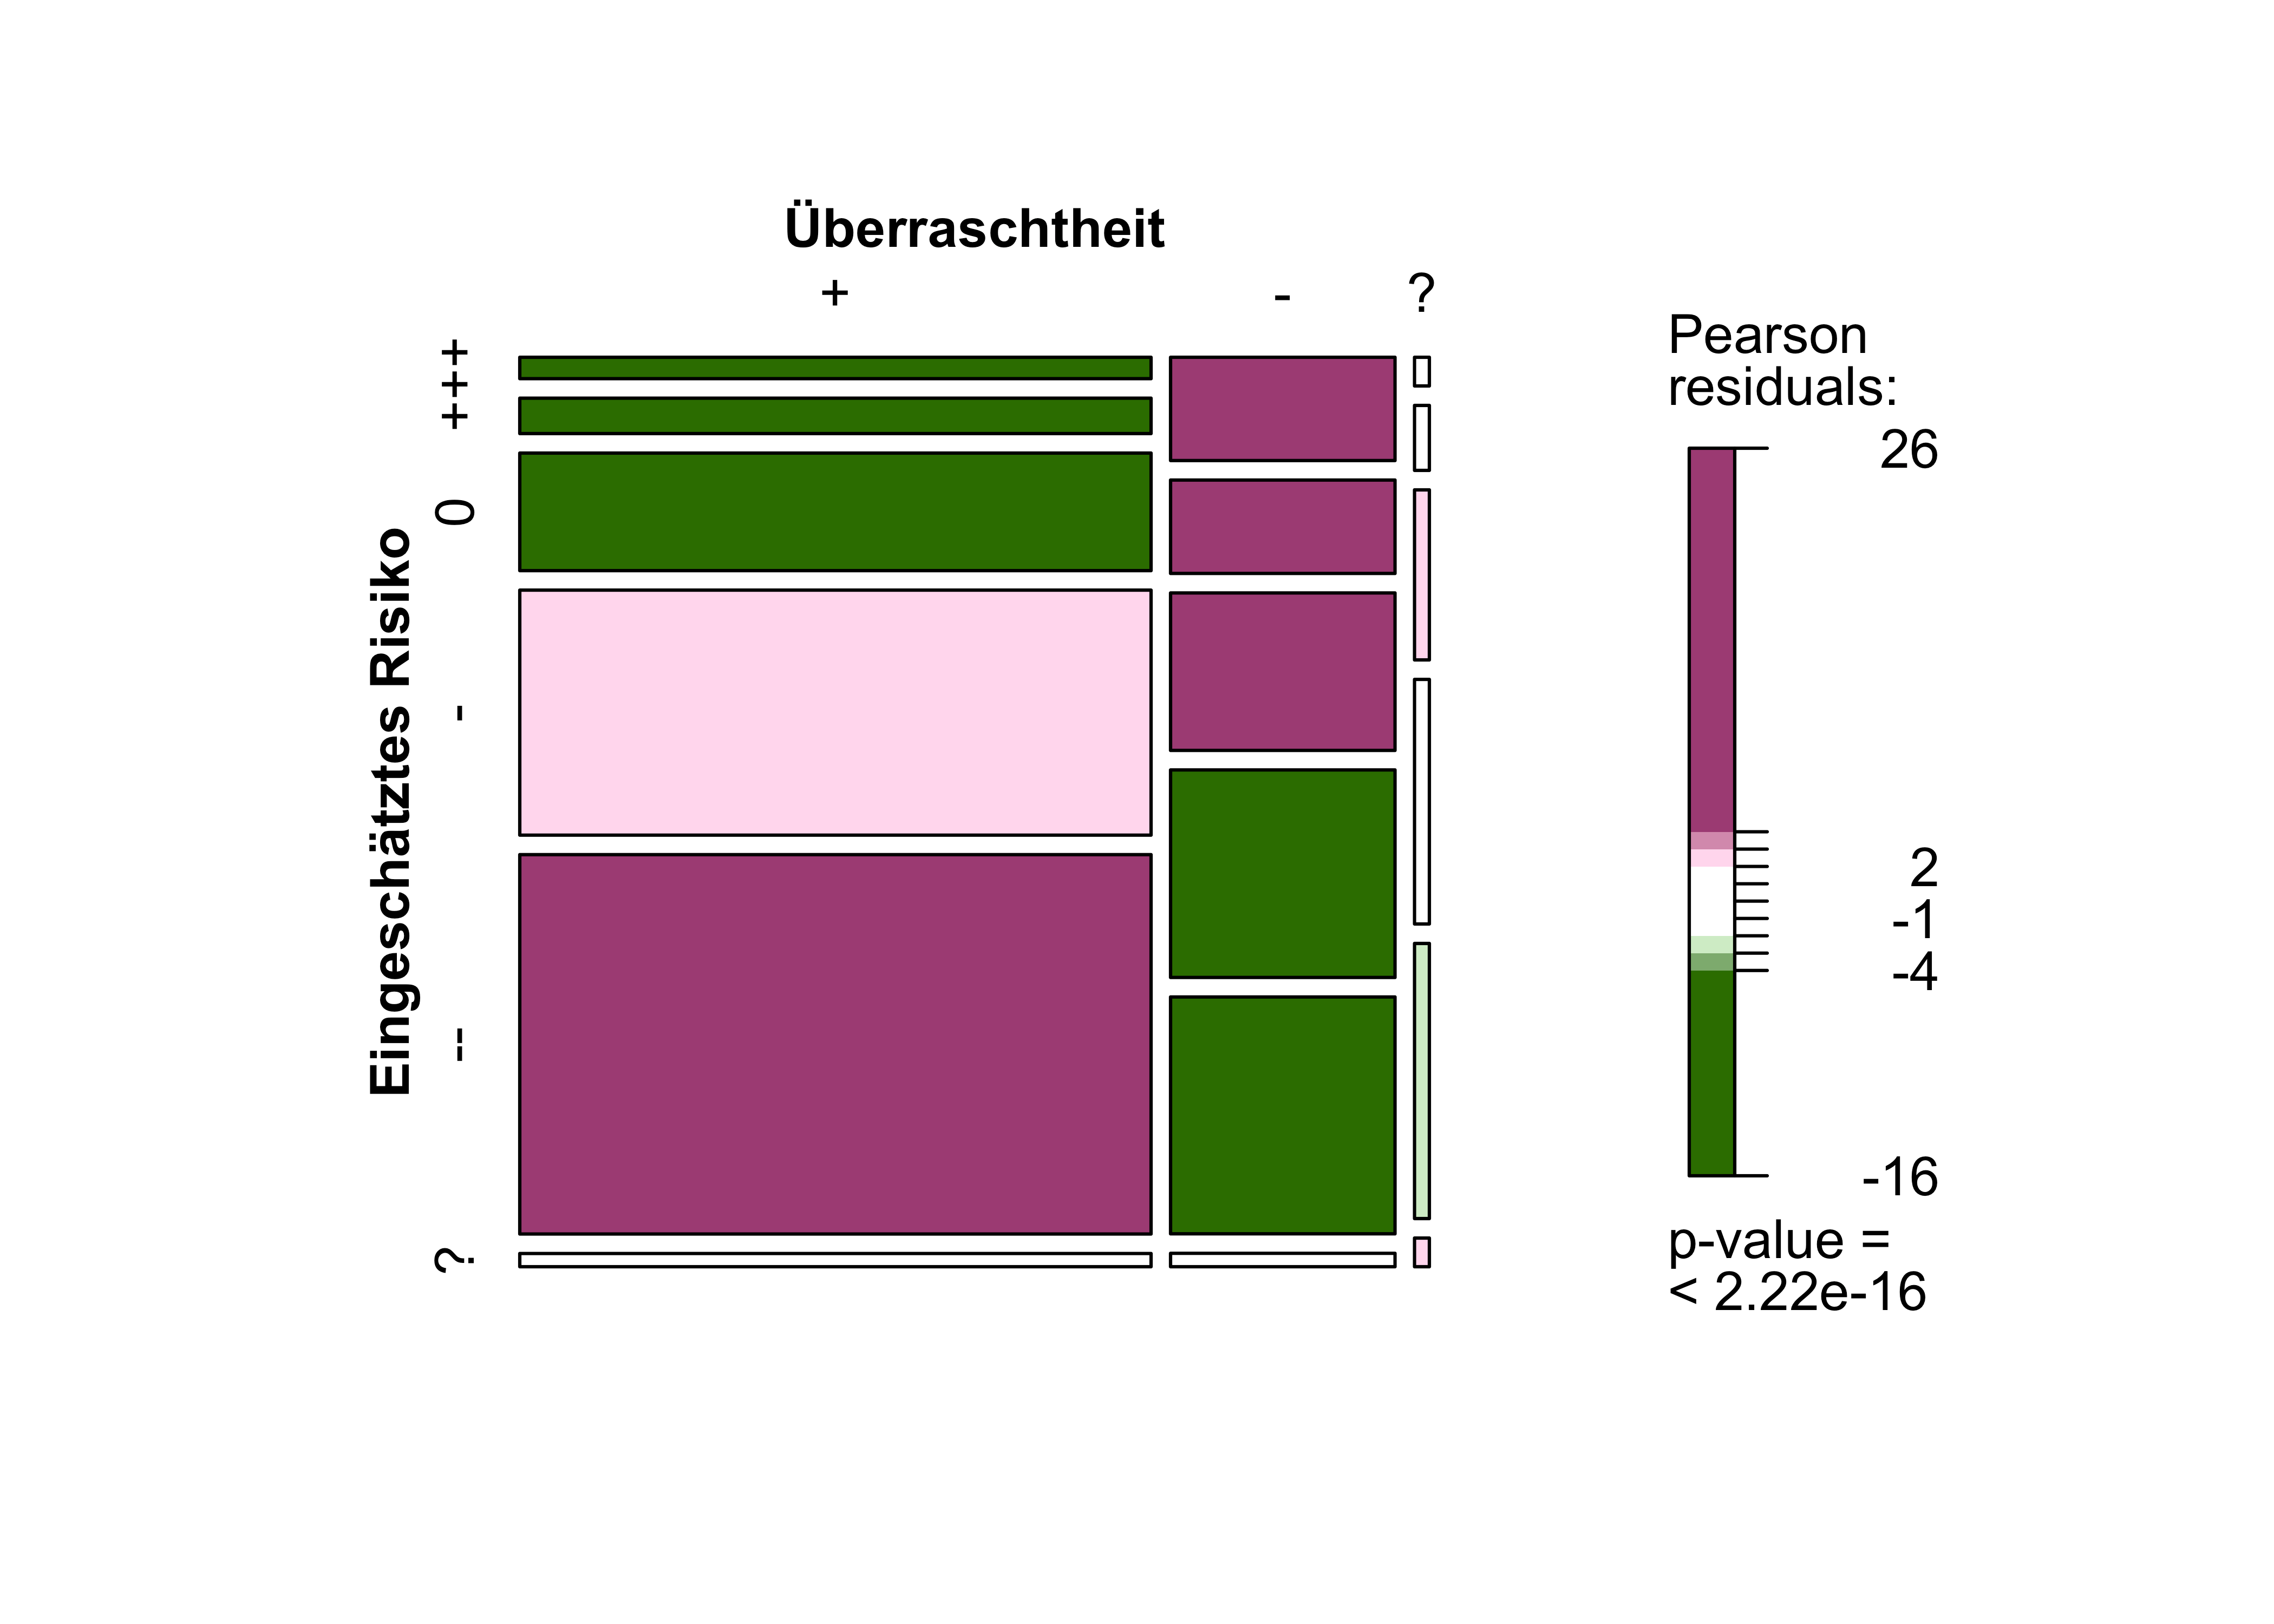 Überraschtheit
+ - ?
Eingeschätztes Risiko
+++
0
-
--
?
Pearson
residuals:
26
2
-1
-4
-16
p-value =
< 2.22e-16